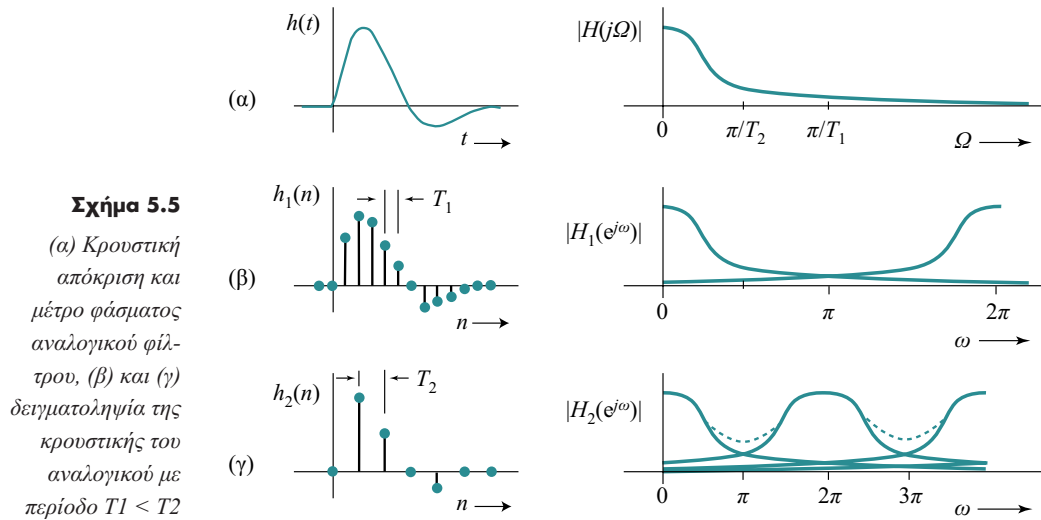 Σχήμα 5.5
(α) Κρουστική
απόκριση και
μέτρο φάσματος
αναλογικού φίλ-
τρου, (β) και (γ)
δειγματοληψία της
κρουστικής του
αναλογικού με
περίοδο T1 < T2
(α)
h(t)
t
|H(jΩ)|
0
π/T₂
π/T₁
Ω
(β)
h₁(n)
T₁
n
|H₁(e^{jω})|
0
π
2π
ω
(γ)
h₂(n)
T₂
n
|H₂(e^{jω})|
0
π
2π
3π
ω